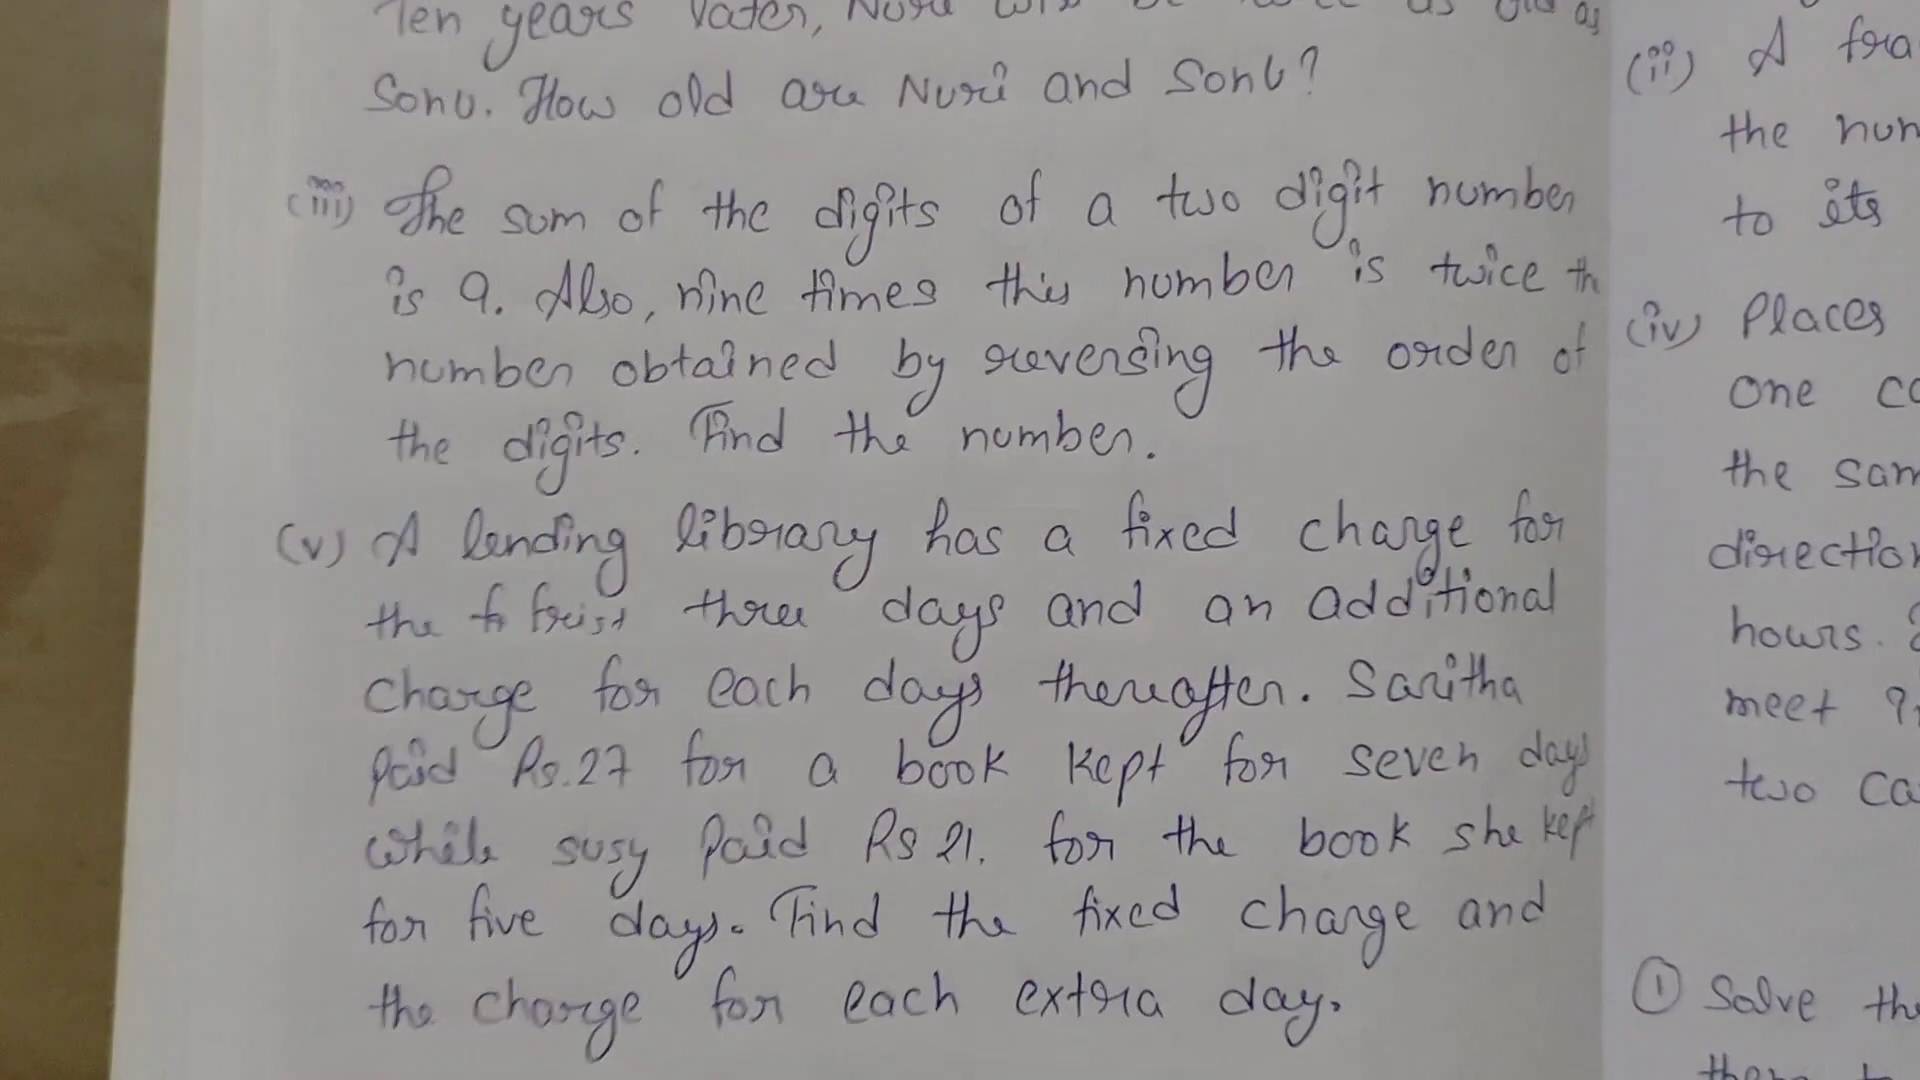 Ten years later, Nuri
Sonu. How old are Nuri and Sonu?
(iii) The sum of the digits of a two digit number
is 9. Also, nine times this number is twice th
number obtained by reversing the order of
the digits. Find the number.
(v) A lending library has a fixed charge for
the f frist three days and an additional
charge for each days thereafter. Saritha
paid Rs.27 for a book kept for seven days
while susy paid Rs 21. for the book she kept
for five days. Find the fixed charge and
the charge for each extra day.
(ii) A fra
the num
to its
(iv) Places
one co
the sam
direction
hours.
meet
two ca
① Solve the